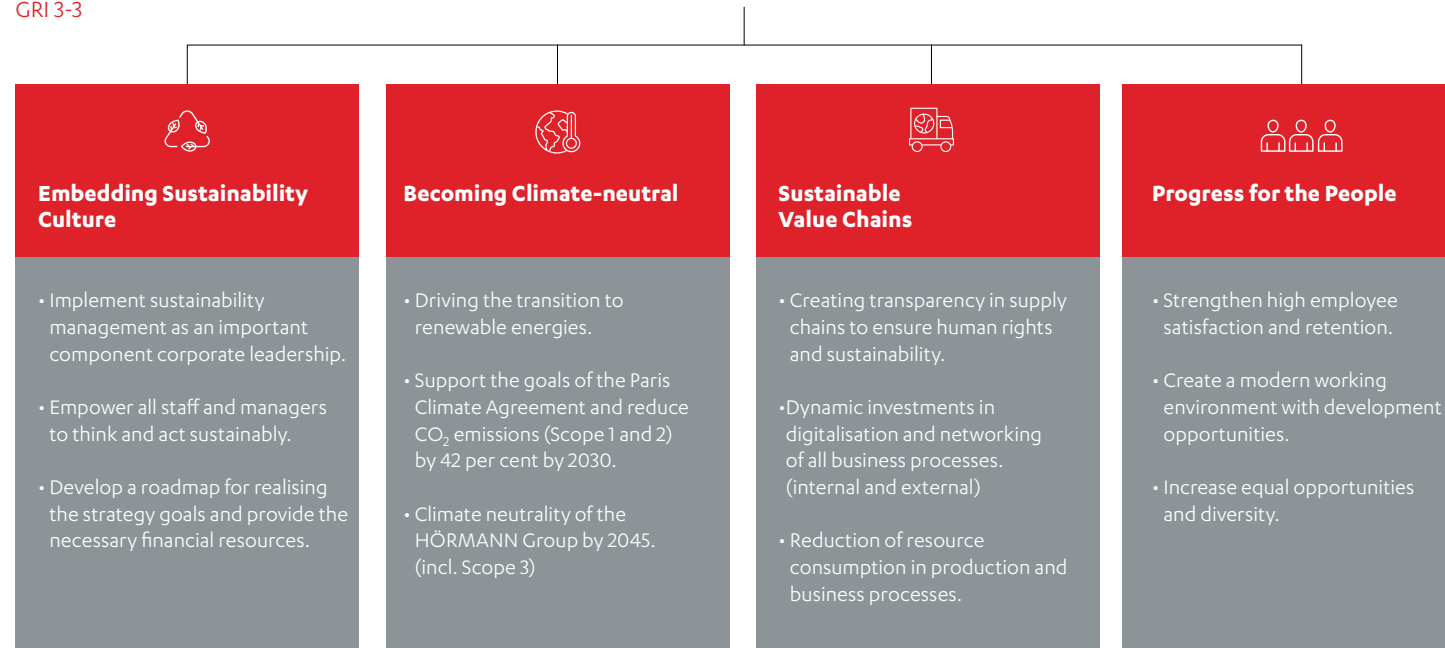 GRI 3-3
Embedding Sustainability
Culture
• Implement sustainability
management as an important
component corporate leadership.
• Empower all staff and managers
to think and act sustainably.
• Develop a roadmap for realising
the strategy goals and provide the
necessary financial resources.
Becoming Climate-neutral
• Driving the transition to
renewable energies.
• Support the goals of the Paris
Climate Agreement and reduce
CO₂ emissions (Scope 1 and 2)
by 42 per cent by 2030.
• Climate neutrality of the
HÖRMANN Group by 2045.
(incl. Scope 3)
Sustainable
Value Chains
• Creating transparency in supply
chains to ensure human rights
and sustainability.
•Dynamic investments in
digitalisation and networking
of all business processes.
(internal and external)
• Reduction of resource
consumption in production and
business processes.
Progress for the People
• Strengthen high employee
satisfaction and retention.
• Create a modern working
environment with development
opportunities.
• Increase equal opportunities
and diversity.